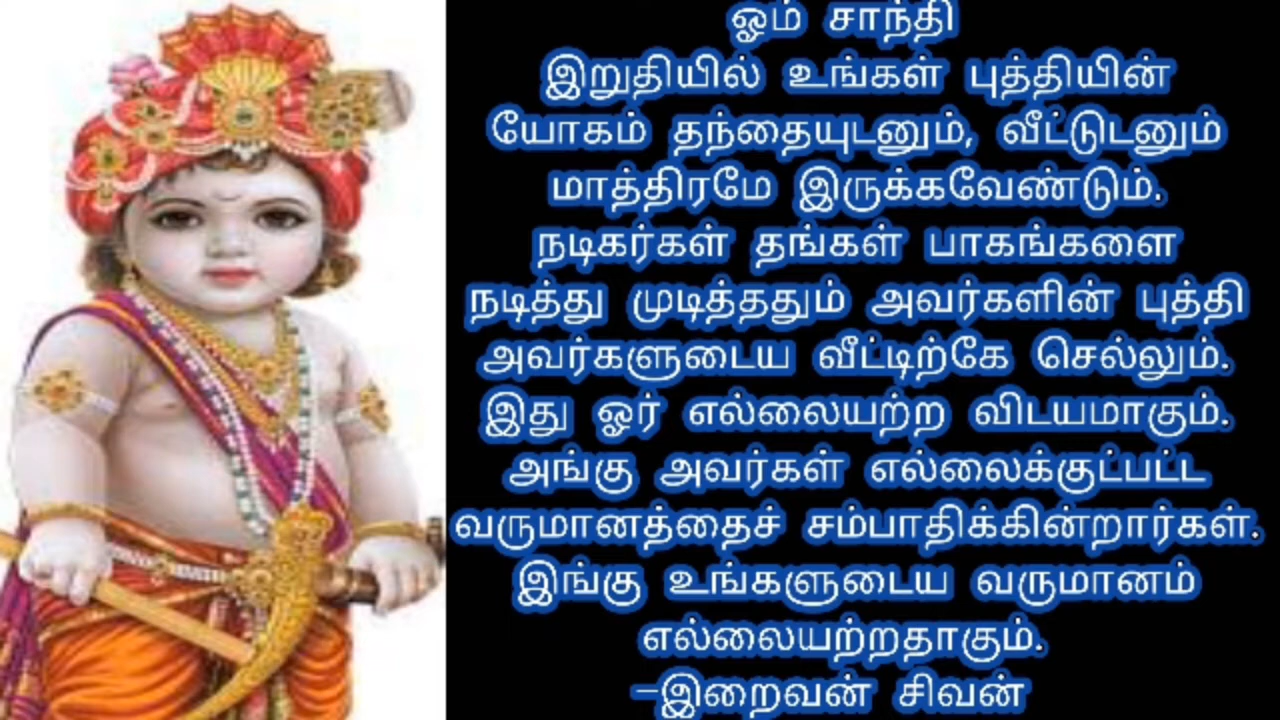 ஓம் சாந்தி
இறுதியில் உங்கள் புத்தியின்
யோகம் தந்தையுடனும், வீட்டுடனும்
மாத்திரமே இருக்கவேண்டும்.
நடிகர்கள் தங்கள் பாகங்களை
நடித்து முடித்ததும் அவர்களின் புத்தி
அவர்களுடைய வீட்டிற்கே செல்லும்.
இது ஓர் எல்லையற்ற விடயமாகும்.
அங்கு அவர்கள் எல்லைக்குட்பட்ட
வருமானத்தைச் சம்பாதிக்கின்றார்கள்.
இங்கு உங்களுடைய வருமானம்
எல்லையற்றதாகும்.
-இறைவன் சிவன்